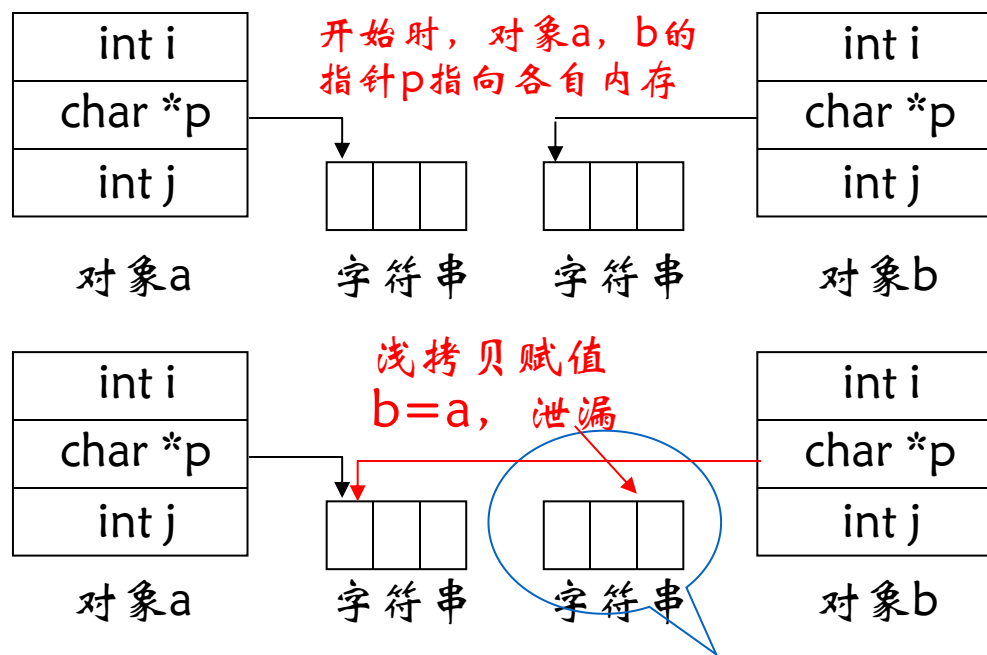 int i
char *p
int j
对象a
开始时，对象a，b的
指针p指向各自内存
字符串
字符串
int i
char *p
int j
对象b
int i
char *p
int j
对象a
浅拷贝赋值
b＝a，泄漏
字符串
字符串
int i
char *p
int j
对象b